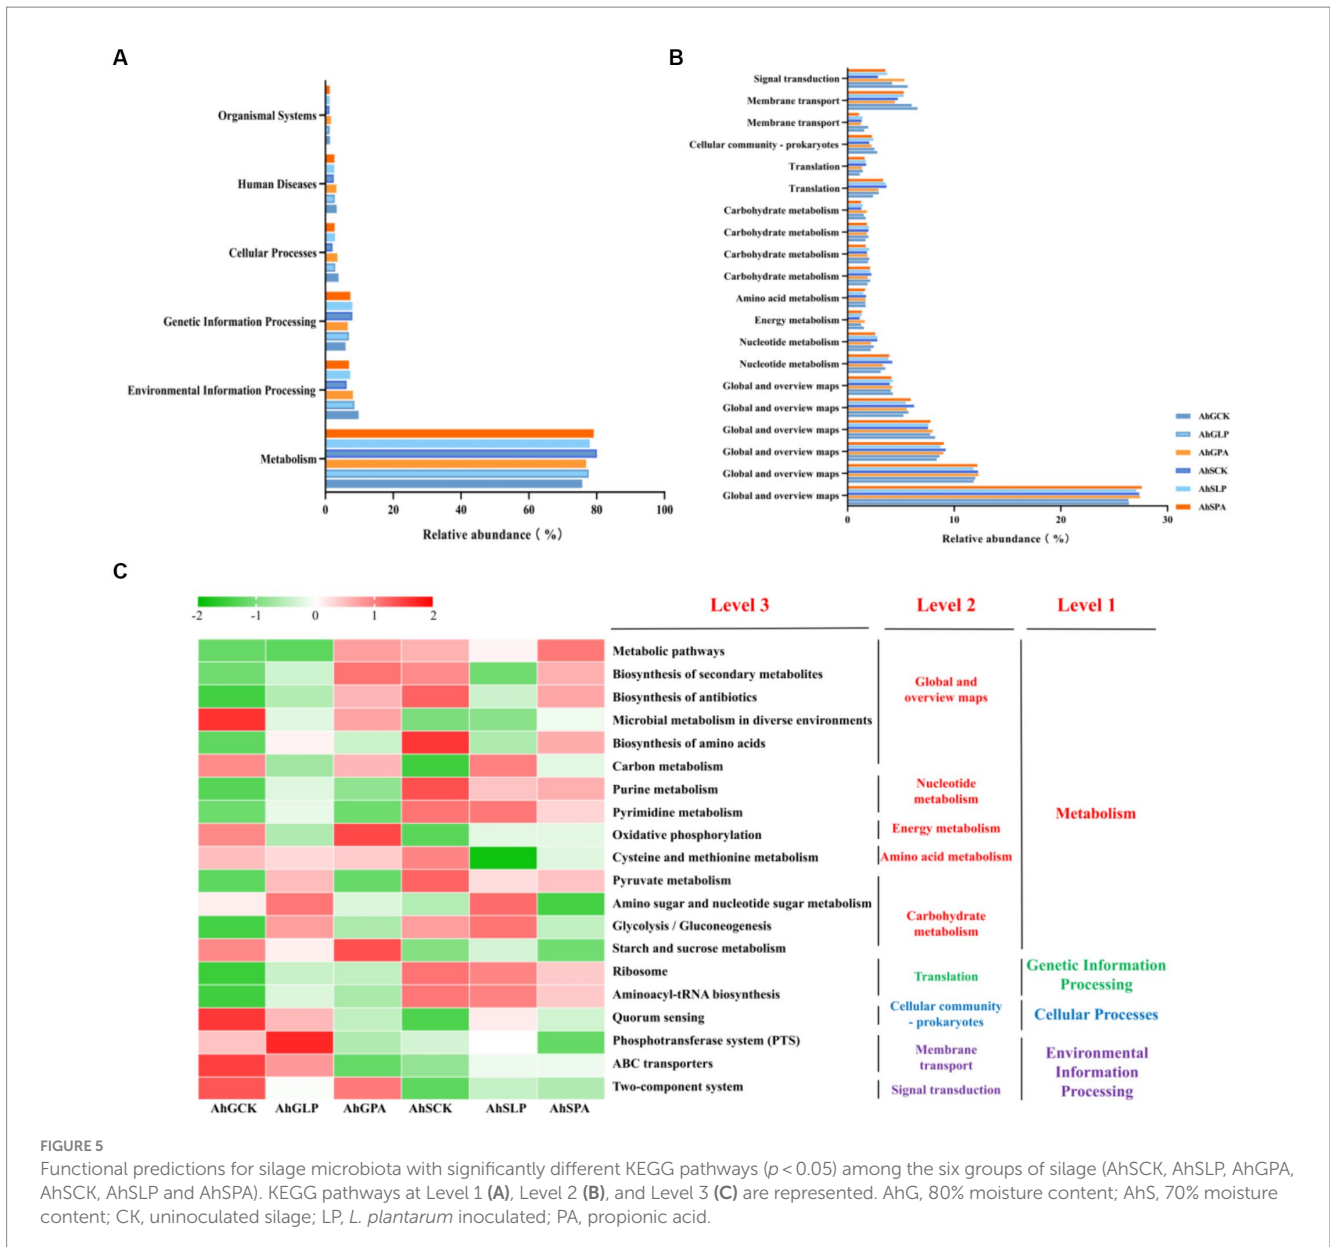 A
Organismal Systems
Human Diseases
Cellular Processes
Genetic Information Processing
Environmental Information Processing
Metabolism
0
20
40
60
80
100
Relative abundance ( %)
B
Signal transduction
Membrane transport
Membrane transport
Cellular community - prokaryotes
Translation
Translation
Carbohydrate metabolism
Carbohydrate metabolism
Carbohydrate metabolism
Carbohydrate metabolism
Amino acid metabolism
Energy metabolism
Nucleotide metabolism
Nucleotide metabolism
Global and overview maps
Global and overview maps
Global and overview maps
Global and overview maps
Global and overview maps
Global and overview maps
0
10
20
30
Relative abundance ( %)
AhGCK
AhGLP
AhGPA
AhSCK
AhSLP
AhSPA
C
-2
-1
0
1
2
Level 3
Level 2
Level 1
Metabolic pathways
Biosynthesis of secondary metabolites
Biosynthesis of antibiotics
Microbial metabolism in diverse environments
Biosynthesis of amino acids
Carbon metabolism
Purine metabolism
Pyrimidine metabolism
Oxidative phosphorylation
Cysteine and methionine metabolism
Pyruvate metabolism
Amino sugar and nucleotide sugar metabolism
Glycolysis / Gluconeogenesis
Starch and sucrose metabolism
Ribosome
Aminoacyl-tRNA biosynthesis
Quorum sensing
Phosphotransferase system (PTS)
ABC transporters
Two-component system
Global and
overview maps
Nucleotide
metabolism
Energy metabolism
Amino acid metabolism
Carbohydrate
metabolism
Translation
Cellular community
- prokaryotes
Membrane
transport
Signal transduction
Metabolism
Genetic Information
Processing
Cellular Processes
Environmental
Information
Processing
AhGCK
AhGLP
AhGPA
AhSCK
AhSLP
AhSPA
FIGURE 5
Functional predictions for silage microbiota with significantly different KEGG pathways (p < 0.05) among the six groups of silage (AhSCK, AhSLP, AhGPA,
AhSCK, AhSLP and AhSPA). KEGG pathways at Level 1 (A), Level 2 (B), and Level 3 (C) are represented. AhG, 80% moisture content; AhS, 70% moisture
content; CK, uninoculated silage; LP, L. plantarum inoculated; PA, propionic acid.